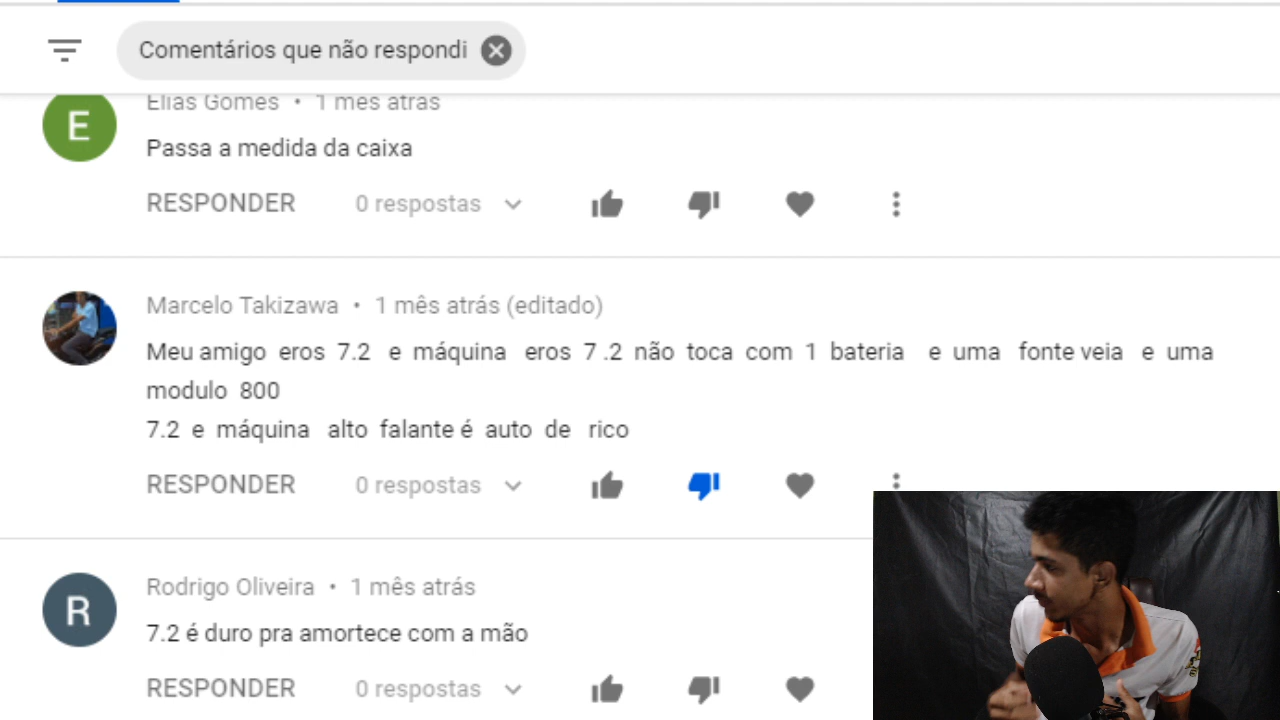 Comentários que não respondi
E
Elias Gomes • 1 mês atrás
Passa a medida da caixa
RESPONDER 0 respostas
Marcelo Takizawa • 1 mês atrás (editado)
Meu amigo eros 7.2 e máquina eros 7 .2 não toca com 1 bateria e uma fonte veia e uma
modulo 800
7.2 e máquina alto falante é auto de rico
RESPONDER 0 respostas
R
Rodrigo Oliveira • 1 mês atrás
7.2 é duro pra amortece com a mão
RESPONDER 0 respostas